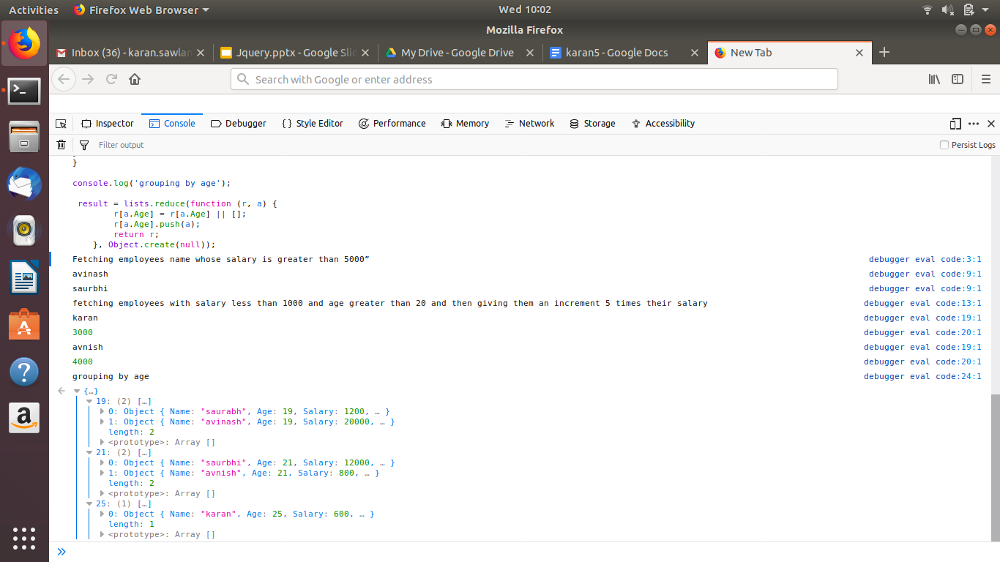 Activities Firefox Web Browser Wed 10:02
Mozilla Firefox
Inbox (36) - karan.sawlan Jquery.pptx - Google Slic My Drive - Google Drive karan5 - Google Docs New Tab
Search with Google or enter address
Inspector Console Debugger Style Editor Performance Memory Network Storage Accessibility
Filter output Persist Logs
}
console.log('grouping by age');
result = lists.reduce(function (r, a) {
r[a.Age] = r[a.Age] || [];
r[a.Age].push(a);
return r;
}, Object.create(null));
Fetching employees name whose salary is greater than 5000” debugger eval code:3:1
avinash debugger eval code:9:1
saurbhi debugger eval code:9:1
fetching employees with salary less than 1000 and age greater than 20 and then giving them an increment 5 times their salary debugger eval code:13:1
karan debugger eval code:19:1
3000 debugger eval code:20:1
avnish debugger eval code:19:1
4000 debugger eval code:20:1
grouping by age debugger eval code:24:1
{…}
19: (2) […]
0: Object { Name: "saurabh", Age: 19, Salary: 1200, … }
1: Object { Name: "avinash", Age: 19, Salary: 20000, … }
length: 2
<prototype>: Array []
21: (2) […]
0: Object { Name: "saurbhi", Age: 21, Salary: 12000, … }
1: Object { Name: "avnish", Age: 21, Salary: 800, … }
length: 2
<prototype>: Array []
25: (1) […]
0: Object { Name: "karan", Age: 25, Salary: 600, … }
length: 1
<prototype>: Array []